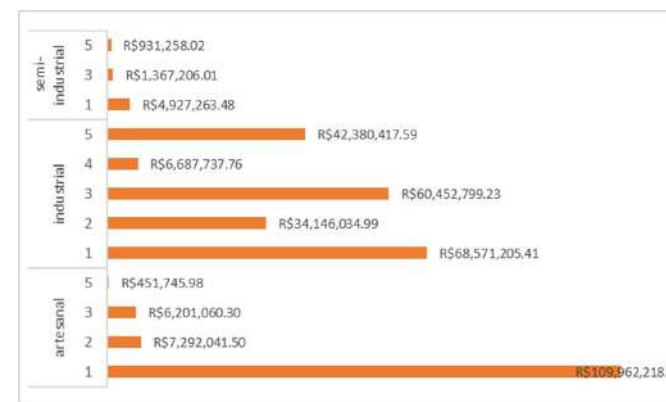 semi-
industrial
5 R$931,258.02
3 R$1,367,206.01
1 R$4,927,263.48
industrial
5 R$42,380,417.59
4 R$6,687,737.76
3 R$60,452,799.23
2 R$34,146,034.99
1 R$68,571,205.41
artesanal
5 R$451,745.98
3 R$6,201,060.30
2 R$7,292,041.50
1 R$109,962,218.